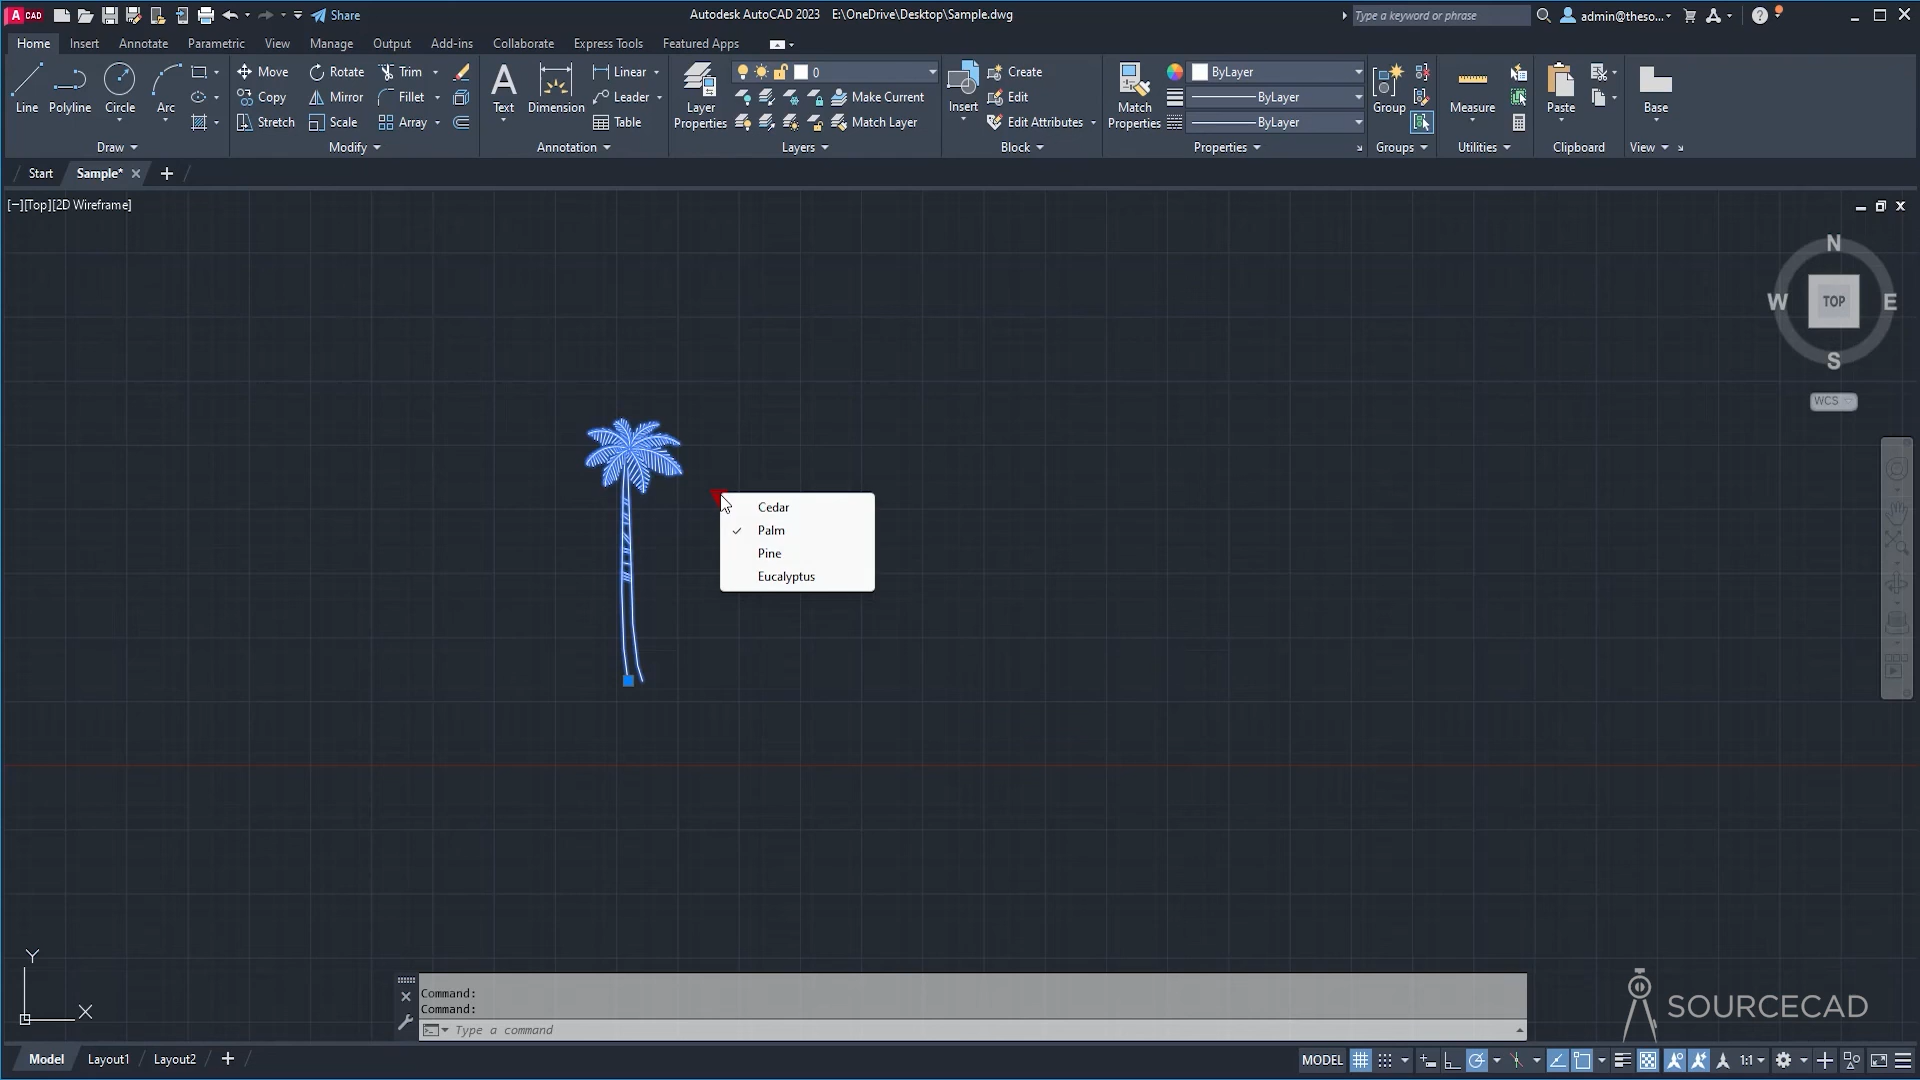 A CAD Share Autodesk AutoCAD 2023 E:\OneDrive\Desktop\Sample.dwg Type a keyword or phrase admin@theso...
Home Insert Annotate Parametric View Manage Output Add-ins Collaborate Express Tools Featured Apps
Line Polyline Circle Arc
Move Rotate Trim
Copy Mirror Fillet
Stretch Scale Array
Text Dimension
Linear
Leader
Table
Layer Properties
0
Make Current
Match Layer
Insert
Create
Edit
Edit Attributes
Match Properties
ByLayer
ByLayer
ByLayer
Group
Measure
Paste
Base
Draw Modify Annotation Layers Block Properties Groups Utilities Clipboard View
Start Sample*
[−][Top][2D Wireframe]
N
W TOP E
S
WCS
Cedar
Palm
Pine
Eucalyptus
Y
X
Command:
Command:
Type a command
SOURCECAD
Model Layout1 Layout2 MODEL 1:1